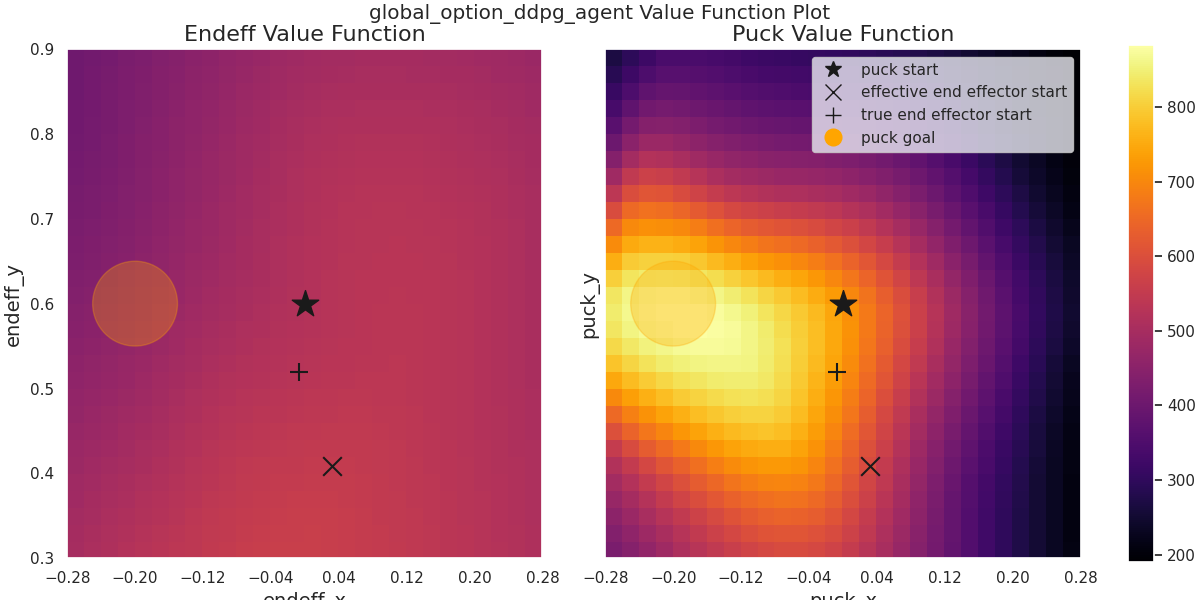 global_option_ddpg_agent Value Function Plot
Endeff Value Function
Puck Value Function
0.9
0.8
0.7
0.6
0.5
0.4
0.3
endeff_y
−0.28 −0.20 −0.12 −0.04 0.04 0.12 0.20 0.28
endeff_x
puck start
effective end effector start
true end effector start
puck goal
puck_y
−0.28 −0.20 −0.12 −0.04 0.04 0.12 0.20 0.28
puck_x
800
700
600
500
400
300
200